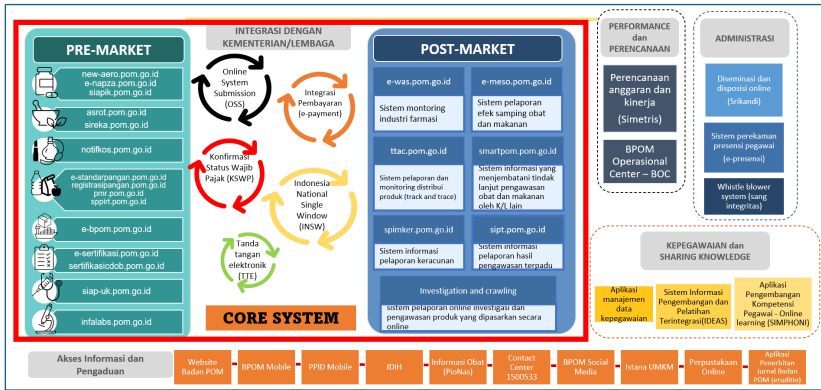 PRE-MARKET
new-aero.pom.go.id
e-napza.pom.go.id
siapik.pom.go.id
asrot.pom.go.id
sireka.pom.go.id
notifkos.pom.go.id
e-standarpangan.pom.go.id
registrasipangan.pom.go.id
pmr.pom.go.id
sppirt.pom.go.id
e-bpom.pom.go.id
e-sertifikasi.pom.go.id
sertifikasicdob.pom.go.id
siap-uk.pom.go.id
infalabs.pom.go.id
INTEGRASI DENGAN
KEMENTERIAN/LEMBAGA
Online
System
Submission
(OSS)
Integrasi
Pembayaran
(e-payment)
Konfirmasi
Status Wajib
Pajak (KSWP)
Indonesia
National
Single
Window
(INSW)
Tanda
tangan
elektronik
(TTE)
CORE SYSTEM
POST-MARKET
e-was.pom.go.id
Sistem montoring
industri farmasi
e-meso.pom.go.id
Sistem pelaporan
efek samping obat
dan makanan
ttac.pom.go.id
Sistem pelaporan dan
monitoring distribusi
produk (track and trace)
smartpom.pom.go.id
Sistem informasi yang
menjembatani tindak
lanjut pengawasan
obat dan makanan
oleh K/L lain
spimker.pom.go.id
Sistem informasi
pelaporan keracunan
sipt.pom.go.id
Sistem informasi
pelaporan hasil
pengawasan terpadu
Investigation and crawling
sistem pelaporan online investigasi dan
pengawasan produk yang dipasarkan secara
online
PERFORMANCE
dan
PERENCANAAN
Perencanaan
anggaran dan
kinerja
(Simetris)
BPOM
Operasional
Center – BOC
ADMINISTRASI
Diseminasi dan
disposisi online
(Srikandi)
Sistem perekaman
presensi pegawai
(e-presensi)
Whistle blower
system (sang
integritas)
KEPEGAWAIAN dan
SHARING KNOWLEDGE
Aplikasi
manajemen
data
kepegawaian
Sistem Informasi
Pengembangan dan
Pelatihan
Terintegrasi(IDEAS)
Aplikasi
Pengembangan
Kompetensi
Pegawai - Online
learning (SIMPHONI)
Akses Informasi dan
Pengaduan
Website
Badan POM
BPOM Mobile
PPID Mobile
JDIH
Informasi Obat
(PioNas)
Contact
Center
1500533
BPOM Social
Media
Istana UMKM
Perpustakaan
Online
Aplikasi
Penerbitan
Jurnal Badan
POM (eruditio)